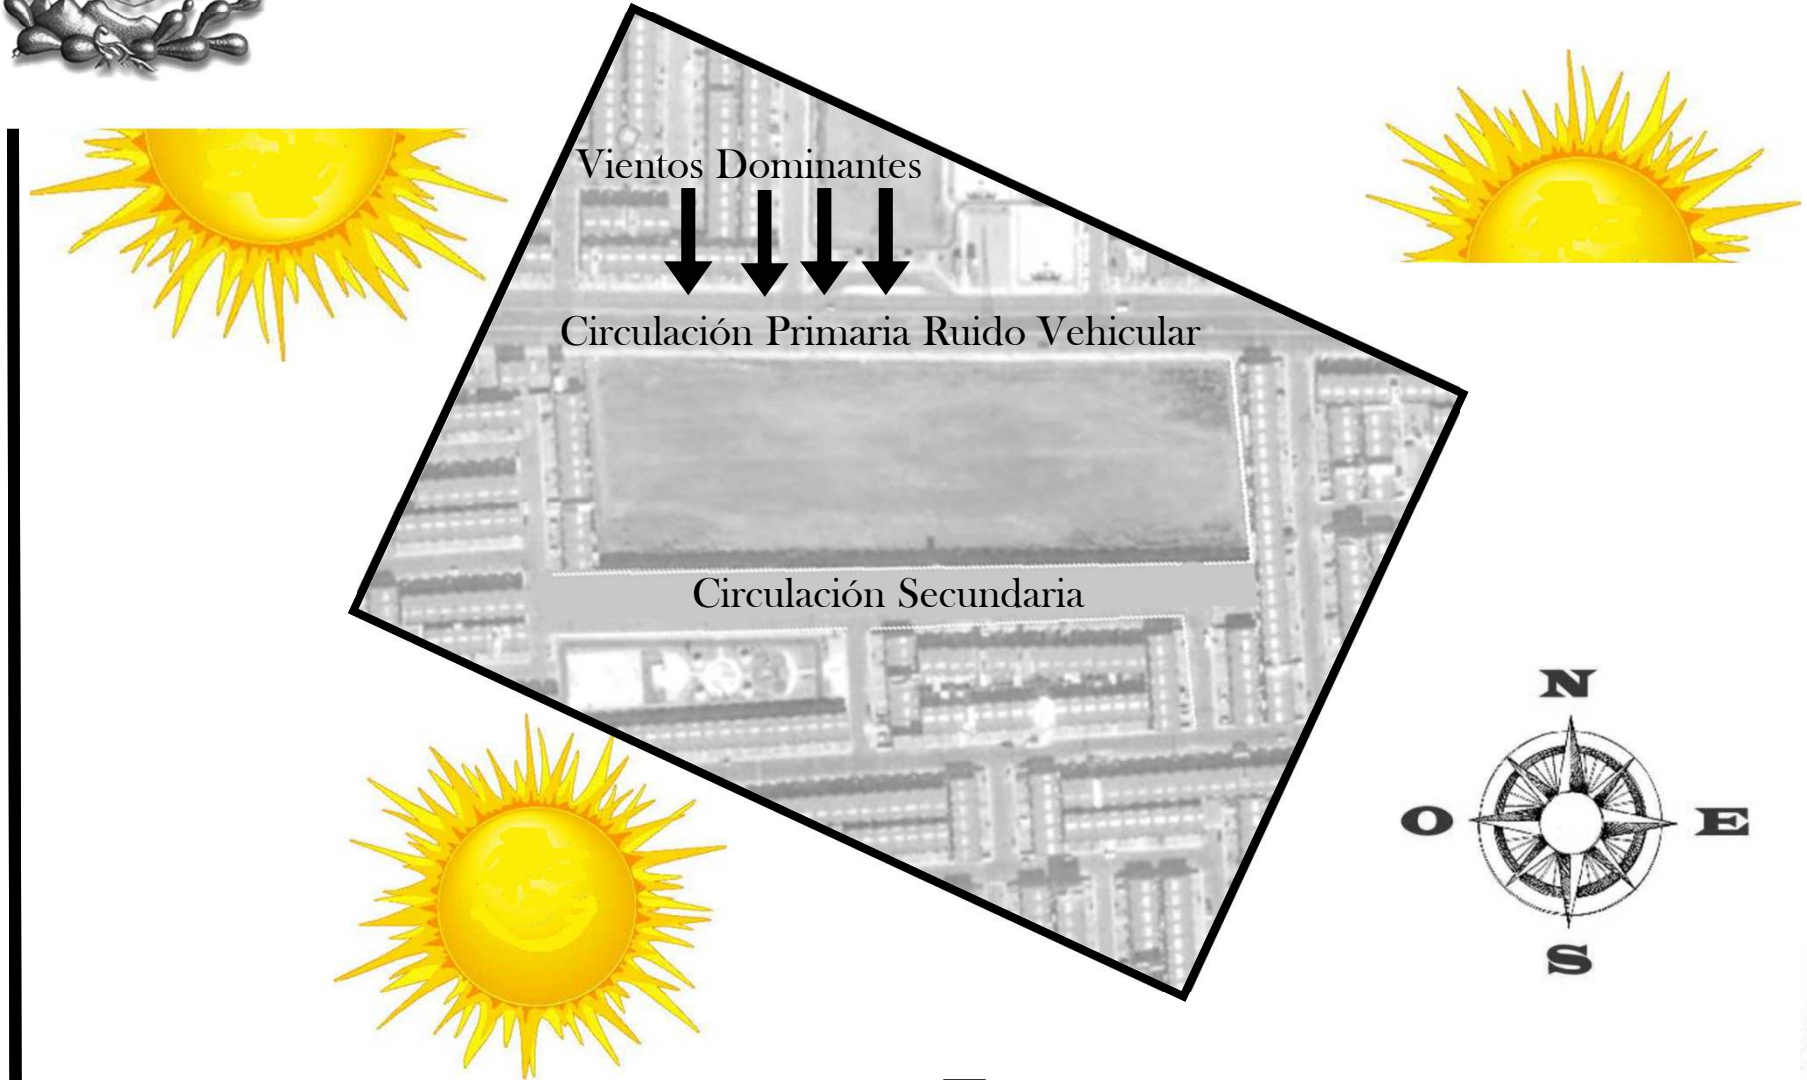 Vientos Dominantes
Circulación Primaria Ruido Vehicular
Circulación Secundaria
N
O
E
S